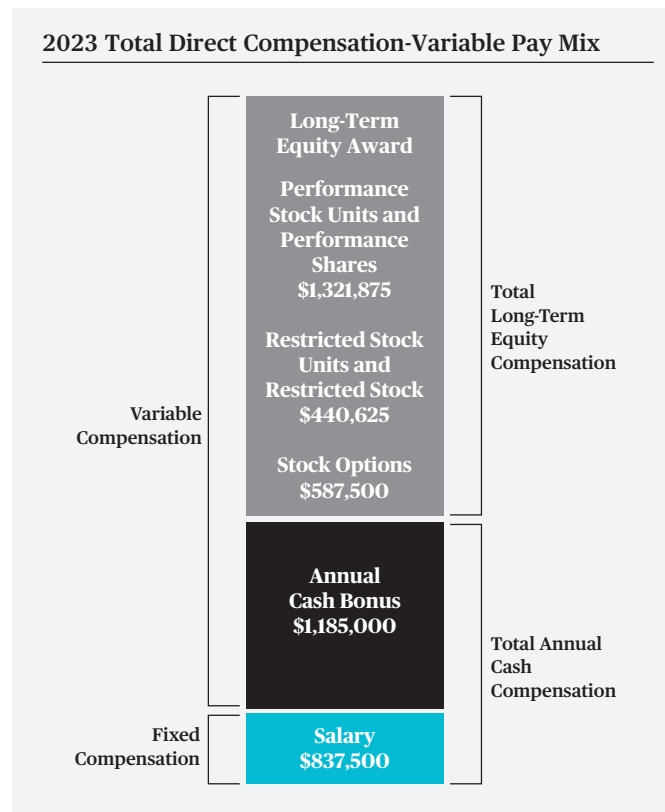 2023 Total Direct Compensation-Variable Pay Mix
Long-Term
Equity Award
Performance
Stock Units and
Performance
Shares
$1,321,875
Restricted Stock
Units and
Restricted Stock
$440,625
Stock Options
$587,500
Total
Long-Term
Equity
Compensation
Variable
Compensation
Annual
Cash Bonus
$1,185,000
Total Annual
Cash
Compensation
Fixed
Compensation
Salary
$837,500